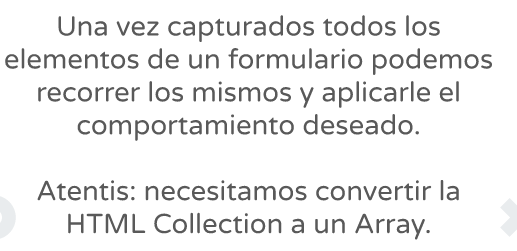 Una vez capturados todos los
elementos de un formulario podemos
recorrer los mismos y aplicarle el
comportamiento deseado.
Atentis: necesitamos convertir la
HTML Collection a un Array.